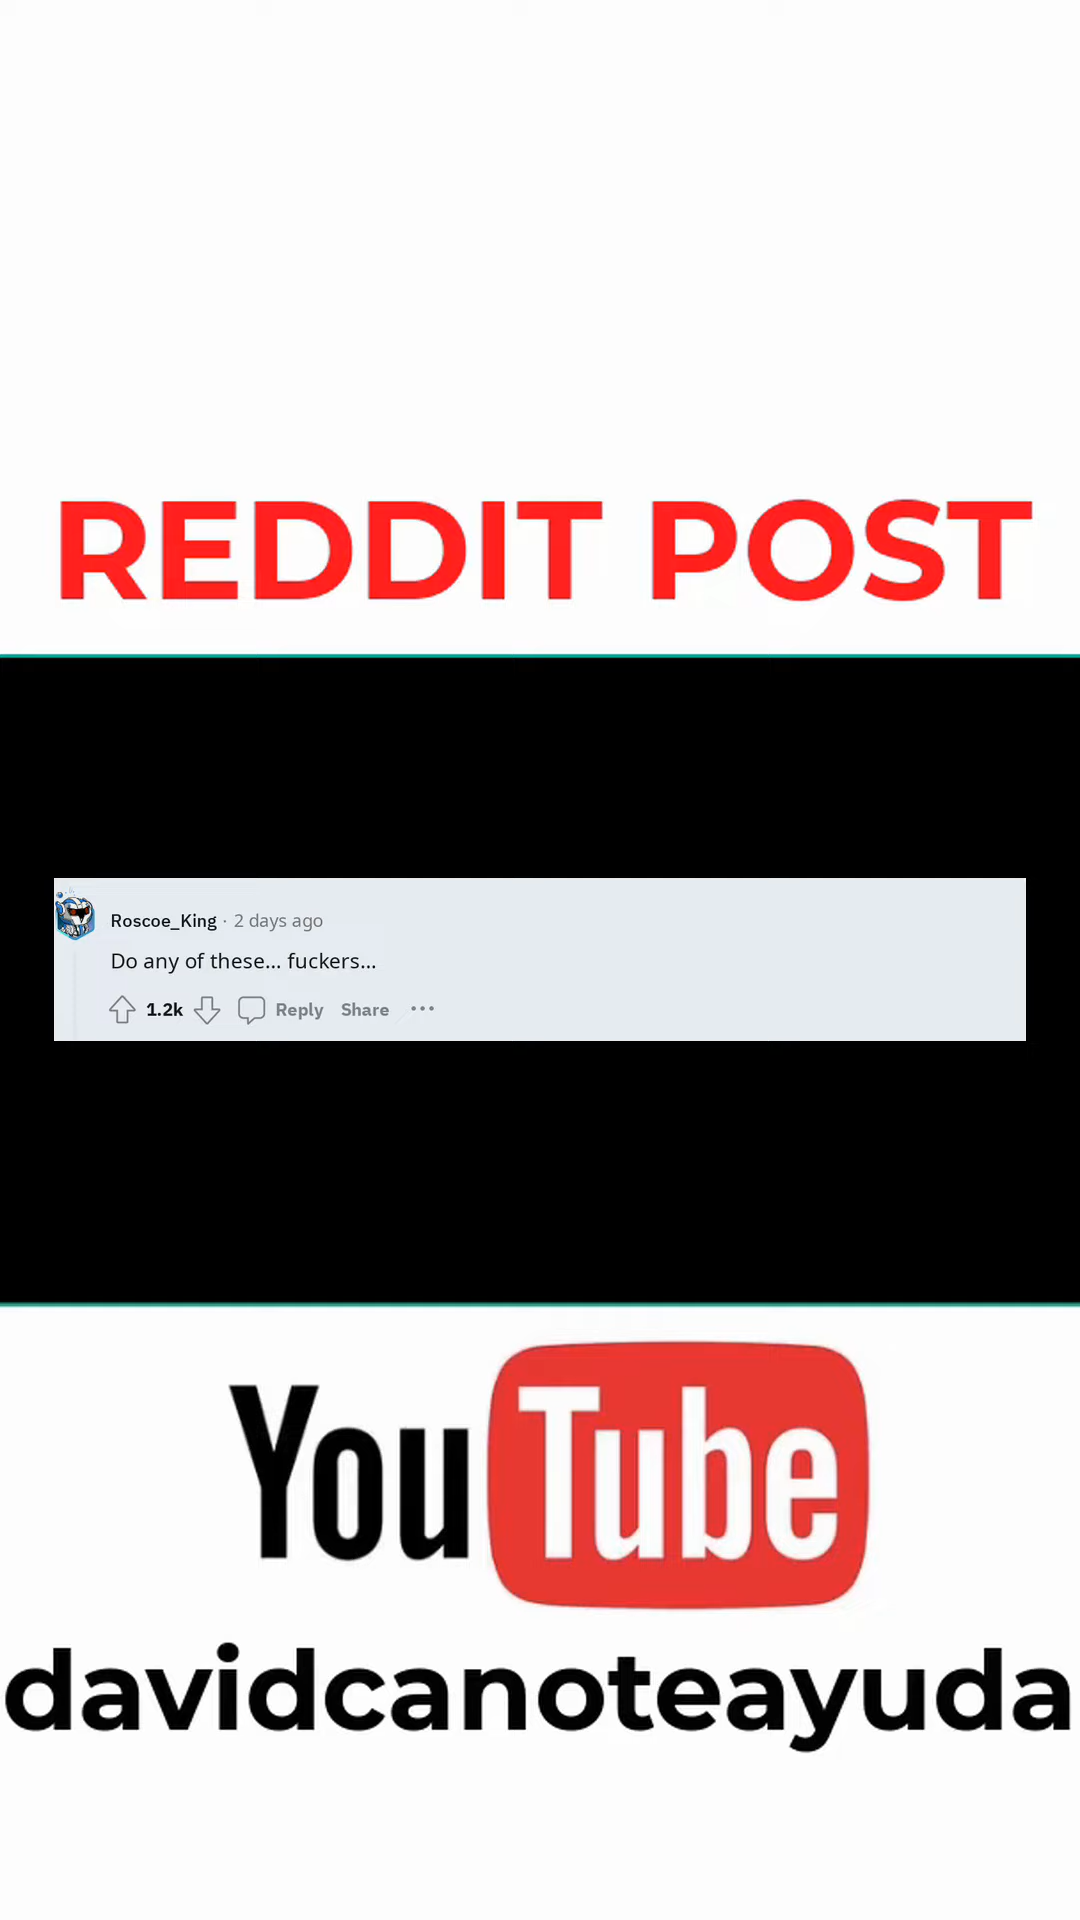 REDDIT POST
Roscoe_King · 2 days ago
Do any of these... fuckers...
1.2k Reply Share ...
YouTube
davidcanoteayuda